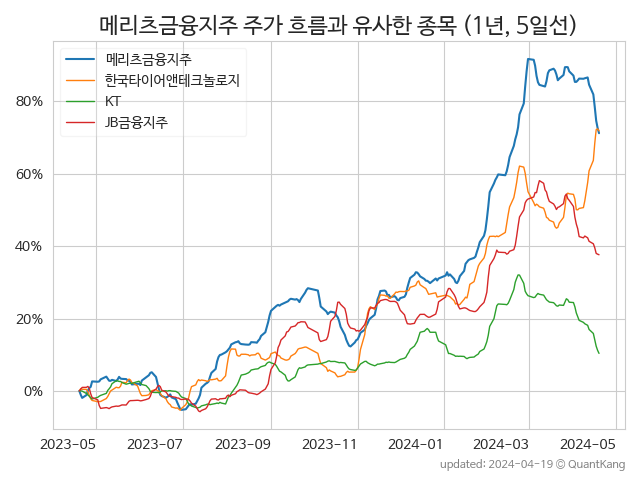 메리츠금융지주 주가 흐름과 유사한 종목 (1년, 5일선)
메리츠금융지주
한국타이어앤테크놀로지
KT
JB금융지주
80%
60%
40%
20%
0%
2023-05 2023-07 2023-09 2023-11 2024-01 2024-03 2024-05
updated: 2024-04-19 @ QuantKang